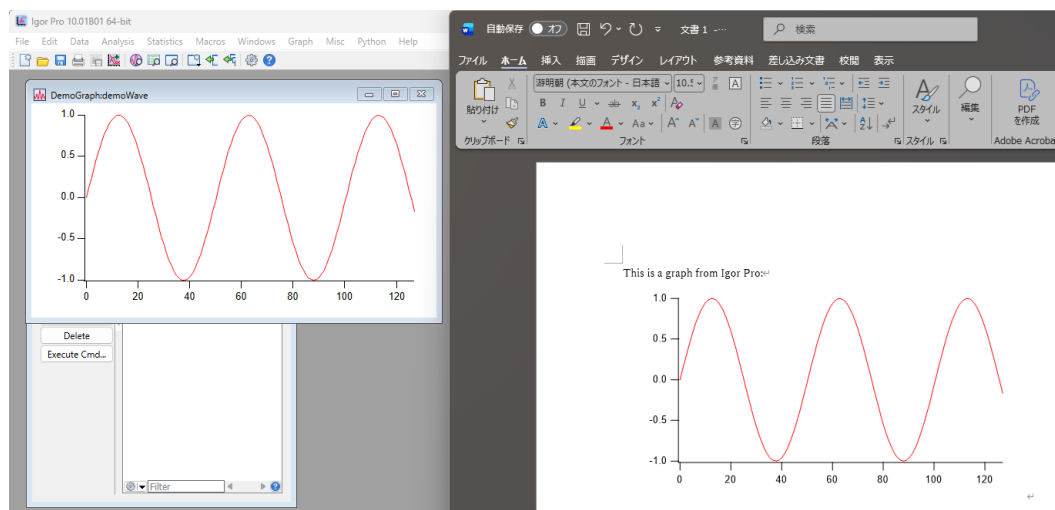 Igor Pro 10.01B01 64-bit
File Edit Data Analysis Statistics Macros Windows Graph Misc Python Help
DemoGraph:demoWave
1.0
0.5
0.0
-0.5
-1.0
0 20 40 60 80 100 120
Delete
Execute Cmd...
Filter
自動保存 オフ 文書 1 -… 検索
ファイル ホーム 挿入 描画 デザイン レイアウト 参考資料 差し込み文書 校閲 表示
貼り付け
游明朝 (本文のフォント - 日本語 10.5
B I U ab x₂ x² A
A A Aa A A A 字
スタイル
編集
PDF
を作成
クリップボード フォント 段落 スタイル Adobe Acroba
This is a graph from Igor Pro:
1.0
0.5
0.0
-0.5
-1.0
0 20 40 60 80 100 120